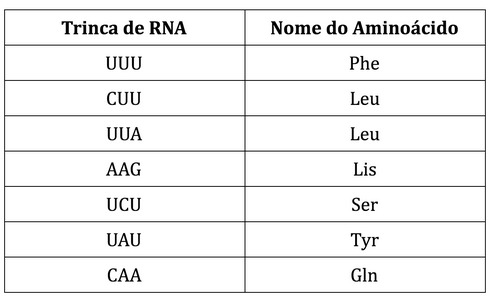 Trinca de RNA Nome do Aminoácido
UUU Phe
CUU Leu
UUA Leu
AAG Lis
UCU Ser
UAU Tyr
CAA Gln